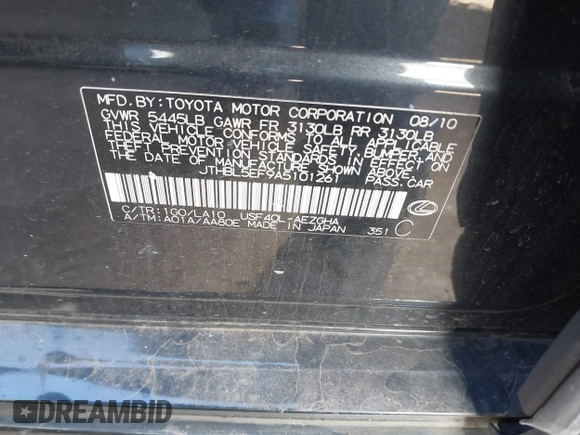 MFD. BY: TOYOTA MOTOR CORPORATION 08/10
GVWR 5445LB GAWR FR 3130LB RR 3130LB
THIS VEHICLE CONFORMS TO ALL APPLICABLE
FEDERAL MOTOR VEHICLE SAFETY, BUMPER, AND
THEFT PREVENTION STANDARDS IN EFFECT ON
THE DATE OF MANUFACTURE SHOWN ABOVE.
JTHBL5EF9A5101261 PASS.CAR
C/TR:1G0/LA10 USF40L-AEZGHA
A/TM:A01A/AA80E MADE IN JAPAN 351 C
DREAMBID